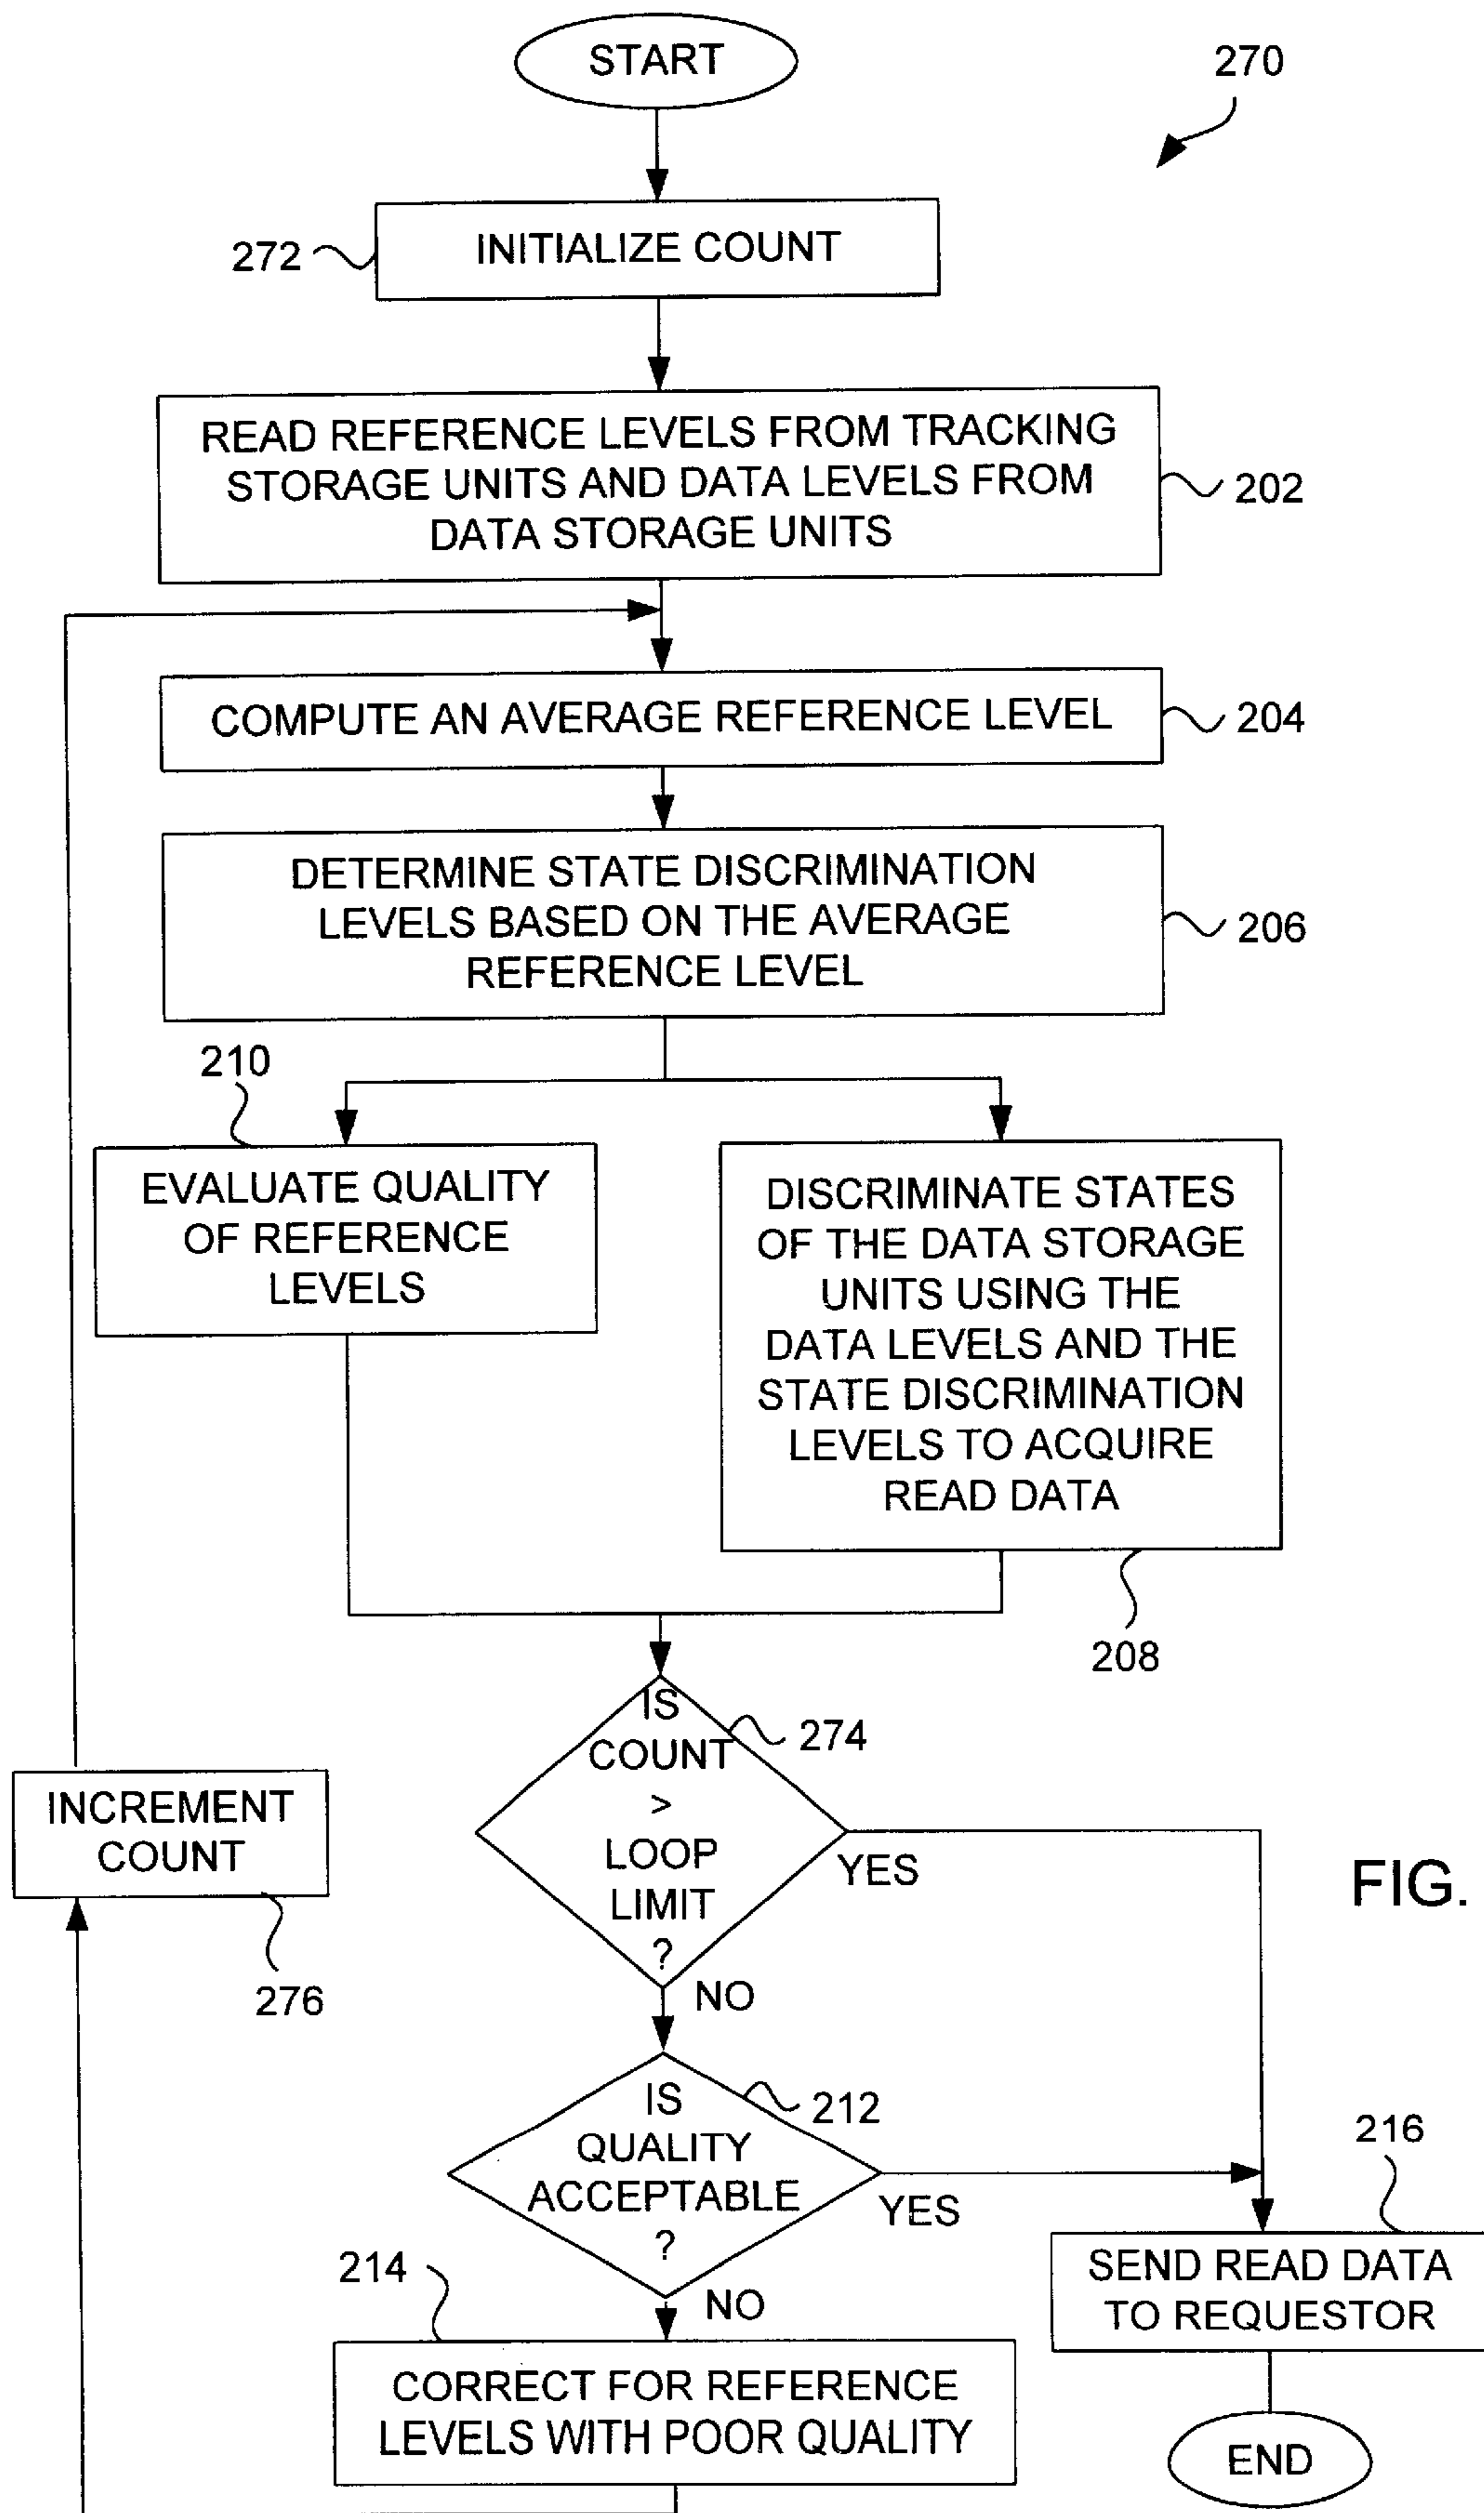 START
270
272
INITIALIZE COUNT
READ REFERENCE LEVELS FROM TRACKING
STORAGE UNITS AND DATA LEVELS FROM
DATA STORAGE UNITS
202
COMPUTE AN AVERAGE REFERENCE LEVEL
204
DETERMINE STATE DISCRIMINATION
LEVELS BASED ON THE AVERAGE
REFERENCE LEVEL
206
210
EVALUATE QUALITY
OF REFERENCE
LEVELS
DISCRIMINATE STATES
OF THE DATA STORAGE
UNITS USING THE
DATA LEVELS AND THE
STATE DISCRIMINATION
LEVELS TO ACQUIRE
READ DATA
208
IS
COUNT
>
LOOP
LIMIT
?
274
YES
NO
INCREMENT
COUNT
276
FIG.
IS
QUALITY
ACCEPTABLE
?
212
YES
NO
216
SEND READ DATA
TO REQUESTOR
214
CORRECT FOR REFERENCE
LEVELS WITH POOR QUALITY
END